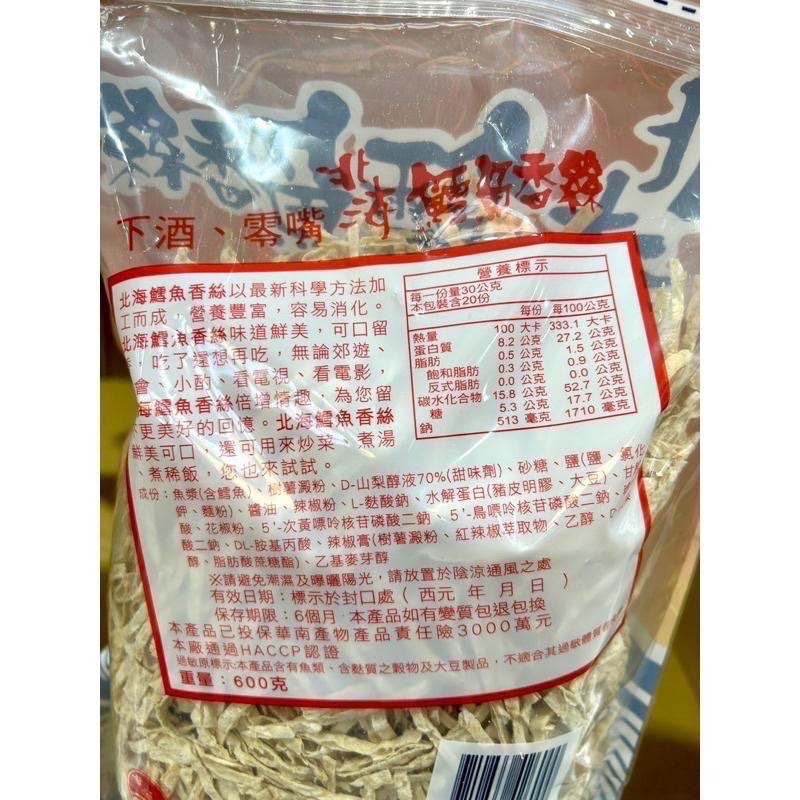 北海鱈魚香絲
下酒、零嘴
北海鱈魚香絲以最新科學方法加
工而成，營養豐富，容易消化。
北海鱈魚香絲味道鮮美，可口留
，吃了還想再吃，無論郊遊、
會、小酌、看電視、看電影，
海鱈魚香絲倍增情趣，為您留
更美好的回憶。北海鱈魚香絲
鮮美可口，還可用來炒菜、煮湯
、煮稀飯，您也來試試。
營養標示
每一份量30公克
本包裝含20份
每份 每100公克
熱量 100 大卡 333.1 大卡
蛋白質 8.2 公克 27.2 公克
脂肪 0.5 公克 1.5 公克
飽和脂肪 0.3 公克 0.9 公克
反式脂肪 0.0 公克 0.0 公克
碳水化合物 15.8 公克 52.7 公克
糖 5.3 公克 17.7 公克
鈉 513 毫克 1710 毫克
成份：魚漿(含鱈魚)、樹薯澱粉、D-山梨醇液70%(甜味劑)、砂糖、鹽(鹽、氯化
鉀、麵粉)、醬油、辣椒粉、L-麩酸鈉、水解蛋白(豬皮明膠、大豆)、甘
酸、花椒粉、5'-次黃嘌呤核苷磷酸二鈉、5'-鳥嘌呤核苷磷酸二鈉、
酸二鈉、DL-胺基丙酸、辣椒膏(樹薯澱粉、紅辣椒萃取物、乙醇、D-
醇、脂肪酸蔗糖酯)、乙基麥芽醇
※請避免潮濕及曝曬陽光，請放置於陰涼通風之處
有效日期：標示於封口處（西元 年 月 日）
保存期限：6個月 本產品如有變質包退包換
本產品已投保華南產物產品責任險3000萬元
本廠通過HACCP認證
過敏原標示:本產品含有魚類、含麩質之穀物及大豆製品，不適合其過敏體質
重量：600克